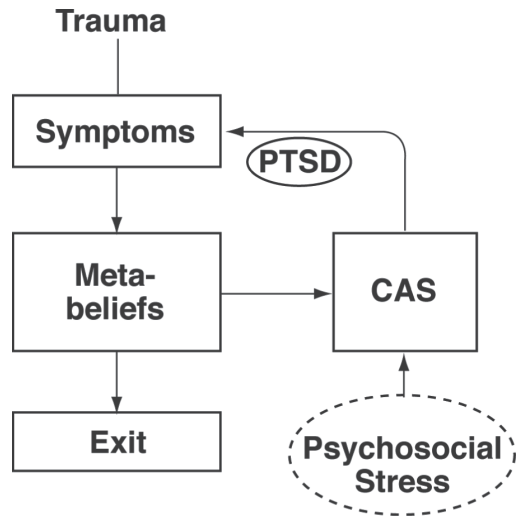 Trauma
Symptoms
PTSD
Meta-
beliefs
CAS
Exit
Psychosocial
Stress